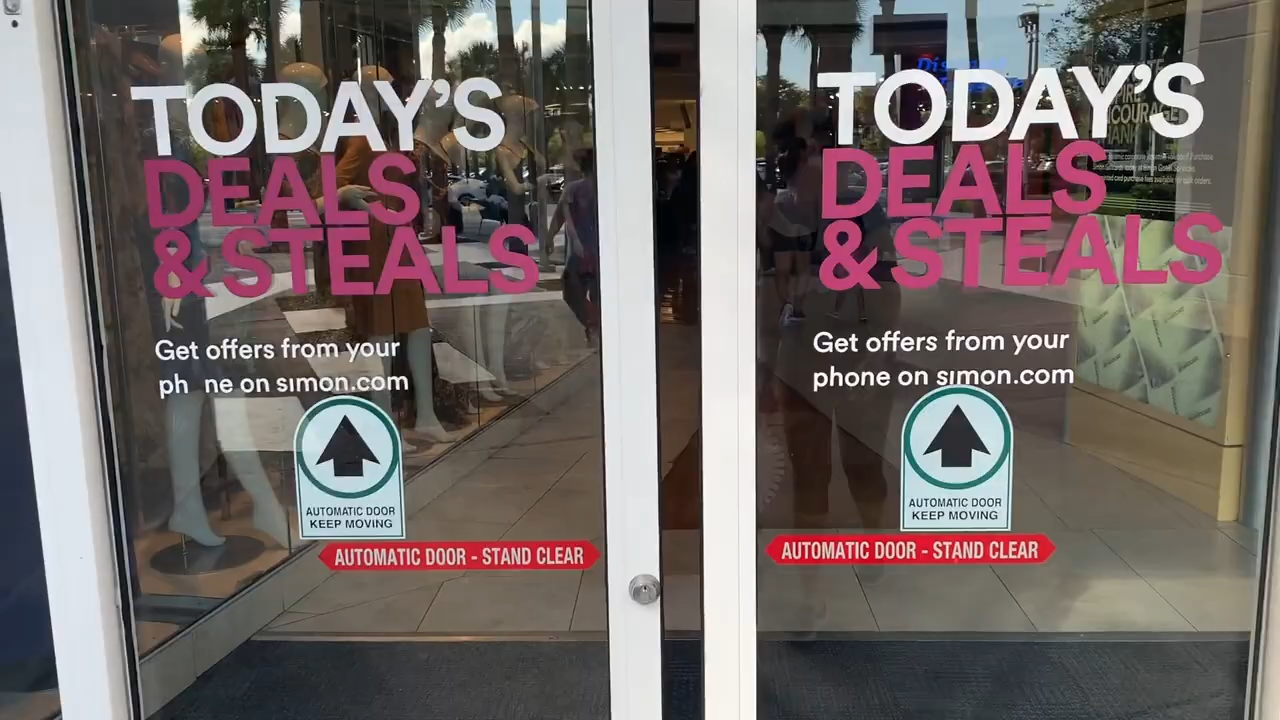 TODAY'S
DEALS
& STEALS
Get offers from your
ph ne on simon.com
AUTOMATIC DOOR
KEEP MOVING
AUTOMATIC DOOR - STAND CLEAR
TODAY'S
DEALS
& STEALS
Get offers from your
phone on simon.com
AUTOMATIC DOOR
KEEP MOVING
AUTOMATIC DOOR - STAND CLEAR